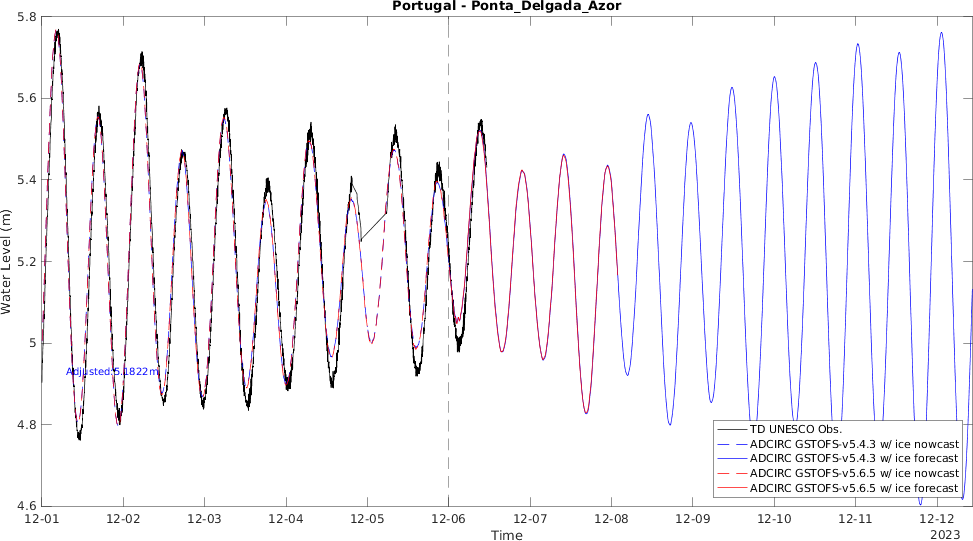 Portugal - Ponta_Delgada_Azor
5.8
5.6
5.4
5.2
5
4.8
4.6
Water Level (m)
Adjusted:5.1822m
TD UNESCO Obs.
ADCIRC GSTOFS-v5.4.3 w/ ice nowcast
ADCIRC GSTOFS-v5.4.3 w/ ice forecast
ADCIRC GSTOFS-v5.6.5 w/ ice nowcast
ADCIRC GSTOFS-v5.6.5 w/ ice forecast
12-01 12-02 12-03 12-04 12-05 12-06 12-07 12-08 12-09 12-10 12-11 12-12
2023
Time